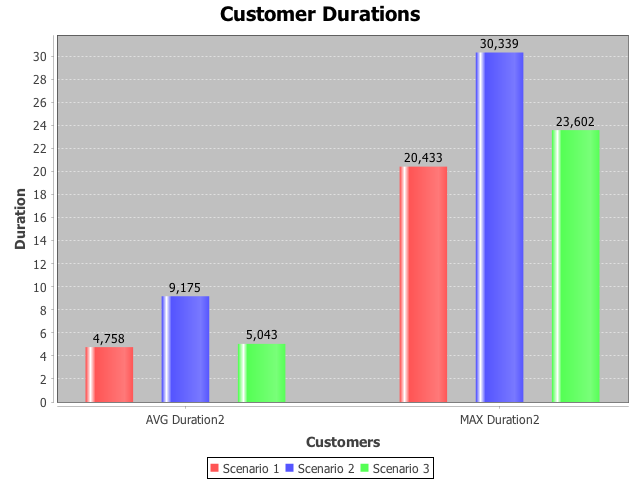 Customer Durations
30,339
30
28
26
24
23,602
22
20,433
20
18
16
14
12
10
9,175
8
6
5,043
4,758
4
2
0
Duration
AVG Duration2
MAX Duration2
Customers
Scenario 1
Scenario 2
Scenario 3